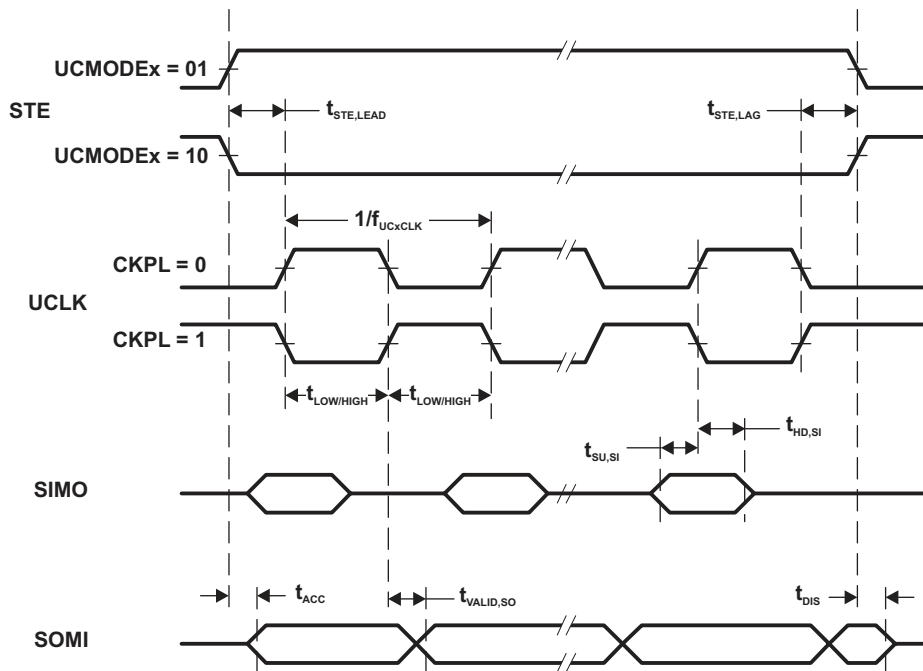 UCMODEx = 01
STE
tSTE,LEAD
tSTE,LAG
UCMODEx = 10
1/fUCxCLK
CKPL = 0
UCLK
CKPL = 1
tLOW/HIGH
tLOW/HIGH
tSU,SI
tHD,SI
SIMO
tACC
tVALID,SO
tDIS
SOMI